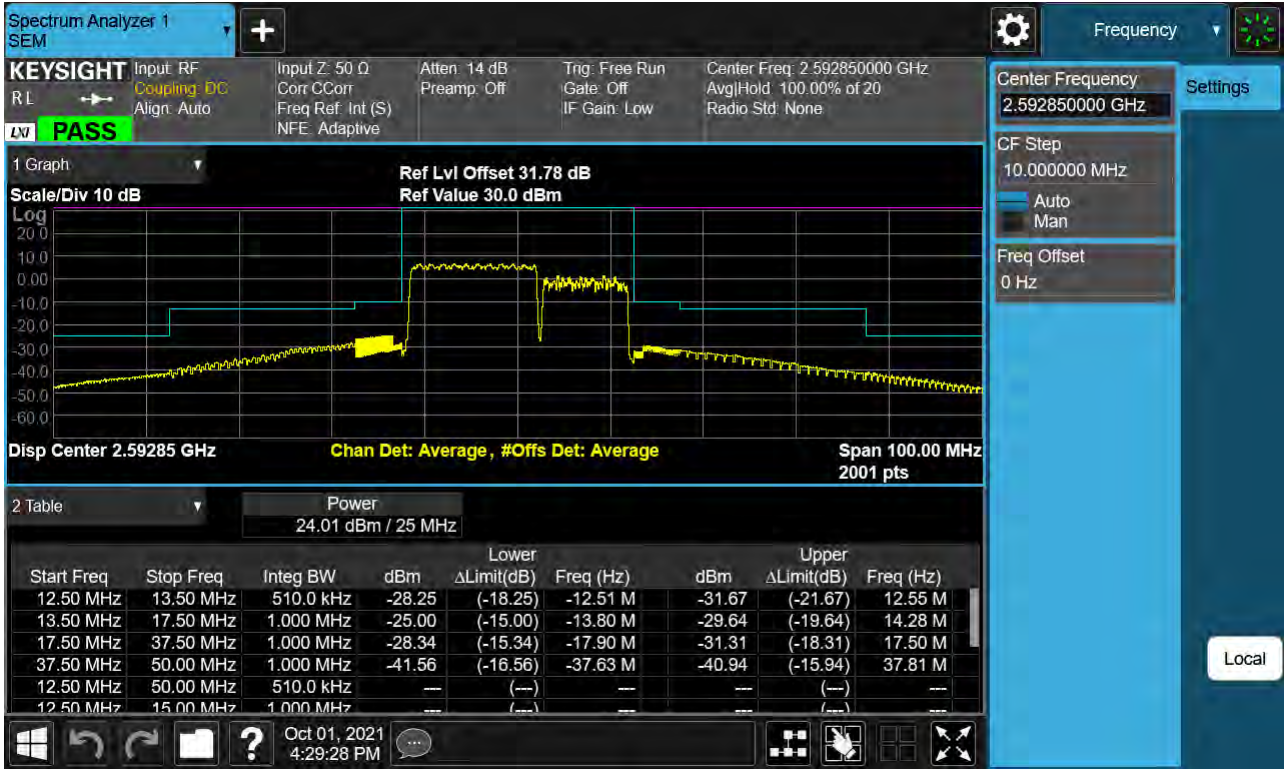 Spectrum Analyzer 1
SEM
Frequency
KEYSIGHT
R L
LXI
PASS
Input: RF
Coupling: DC
Align: Auto
Input Z: 50 Ω
Corr CCorr
Freq Ref: Int (S)
NFE: Adaptive
Atten: 14 dB
Preamp: Off
Trig: Free Run
Gate: Off
IF Gain: Low
Center Freq: 2.592850000 GHz
Avg|Hold: 100.00% of 20
Radio Std: None
Center Frequency
2.592850000 GHz
Settings
CF Step
10.000000 MHz
Auto
Man
Freq Offset
0 Hz
Local
1 Graph
Ref Lvl Offset 31.78 dB
Scale/Div 10 dB
Ref Value 30.0 dBm
Log
20.0
10.0
0.00
-10.0
-20.0
-30.0
-40.0
-50.0
-60.0
Disp Center 2.59285 GHz
Chan Det: Average, #Offs Det: Average
Span 100.00 MHz
2001 pts
2 Table
Power
24.01 dBm / 25 MHz
Lower Upper
Start Freq Stop Freq Integ BW dBm ΔLimit(dB) Freq (Hz) dBm ΔLimit(dB) Freq (Hz)
12.50 MHz 13.50 MHz 510.0 kHz -28.25 (-18.25) -12.51 M -31.67 (-21.67) 12.55 M
13.50 MHz 17.50 MHz 1.000 MHz -25.00 (-15.00) -13.80 M -29.64 (-19.64) 14.28 M
17.50 MHz 37.50 MHz 1.000 MHz -28.34 (-15.34) -17.90 M -31.31 (-18.31) 17.50 M
37.50 MHz 50.00 MHz 1.000 MHz -41.56 (-16.56) -37.63 M -40.94 (-15.94) 37.81 M
12.50 MHz 50.00 MHz 510.0 kHz --- (---) --- --- (---) ---
12.50 MHz 15.00 MHz 1.000 MHz --- (---) --- --- (---) ---
Oct 01, 2021
4:29:28 PM